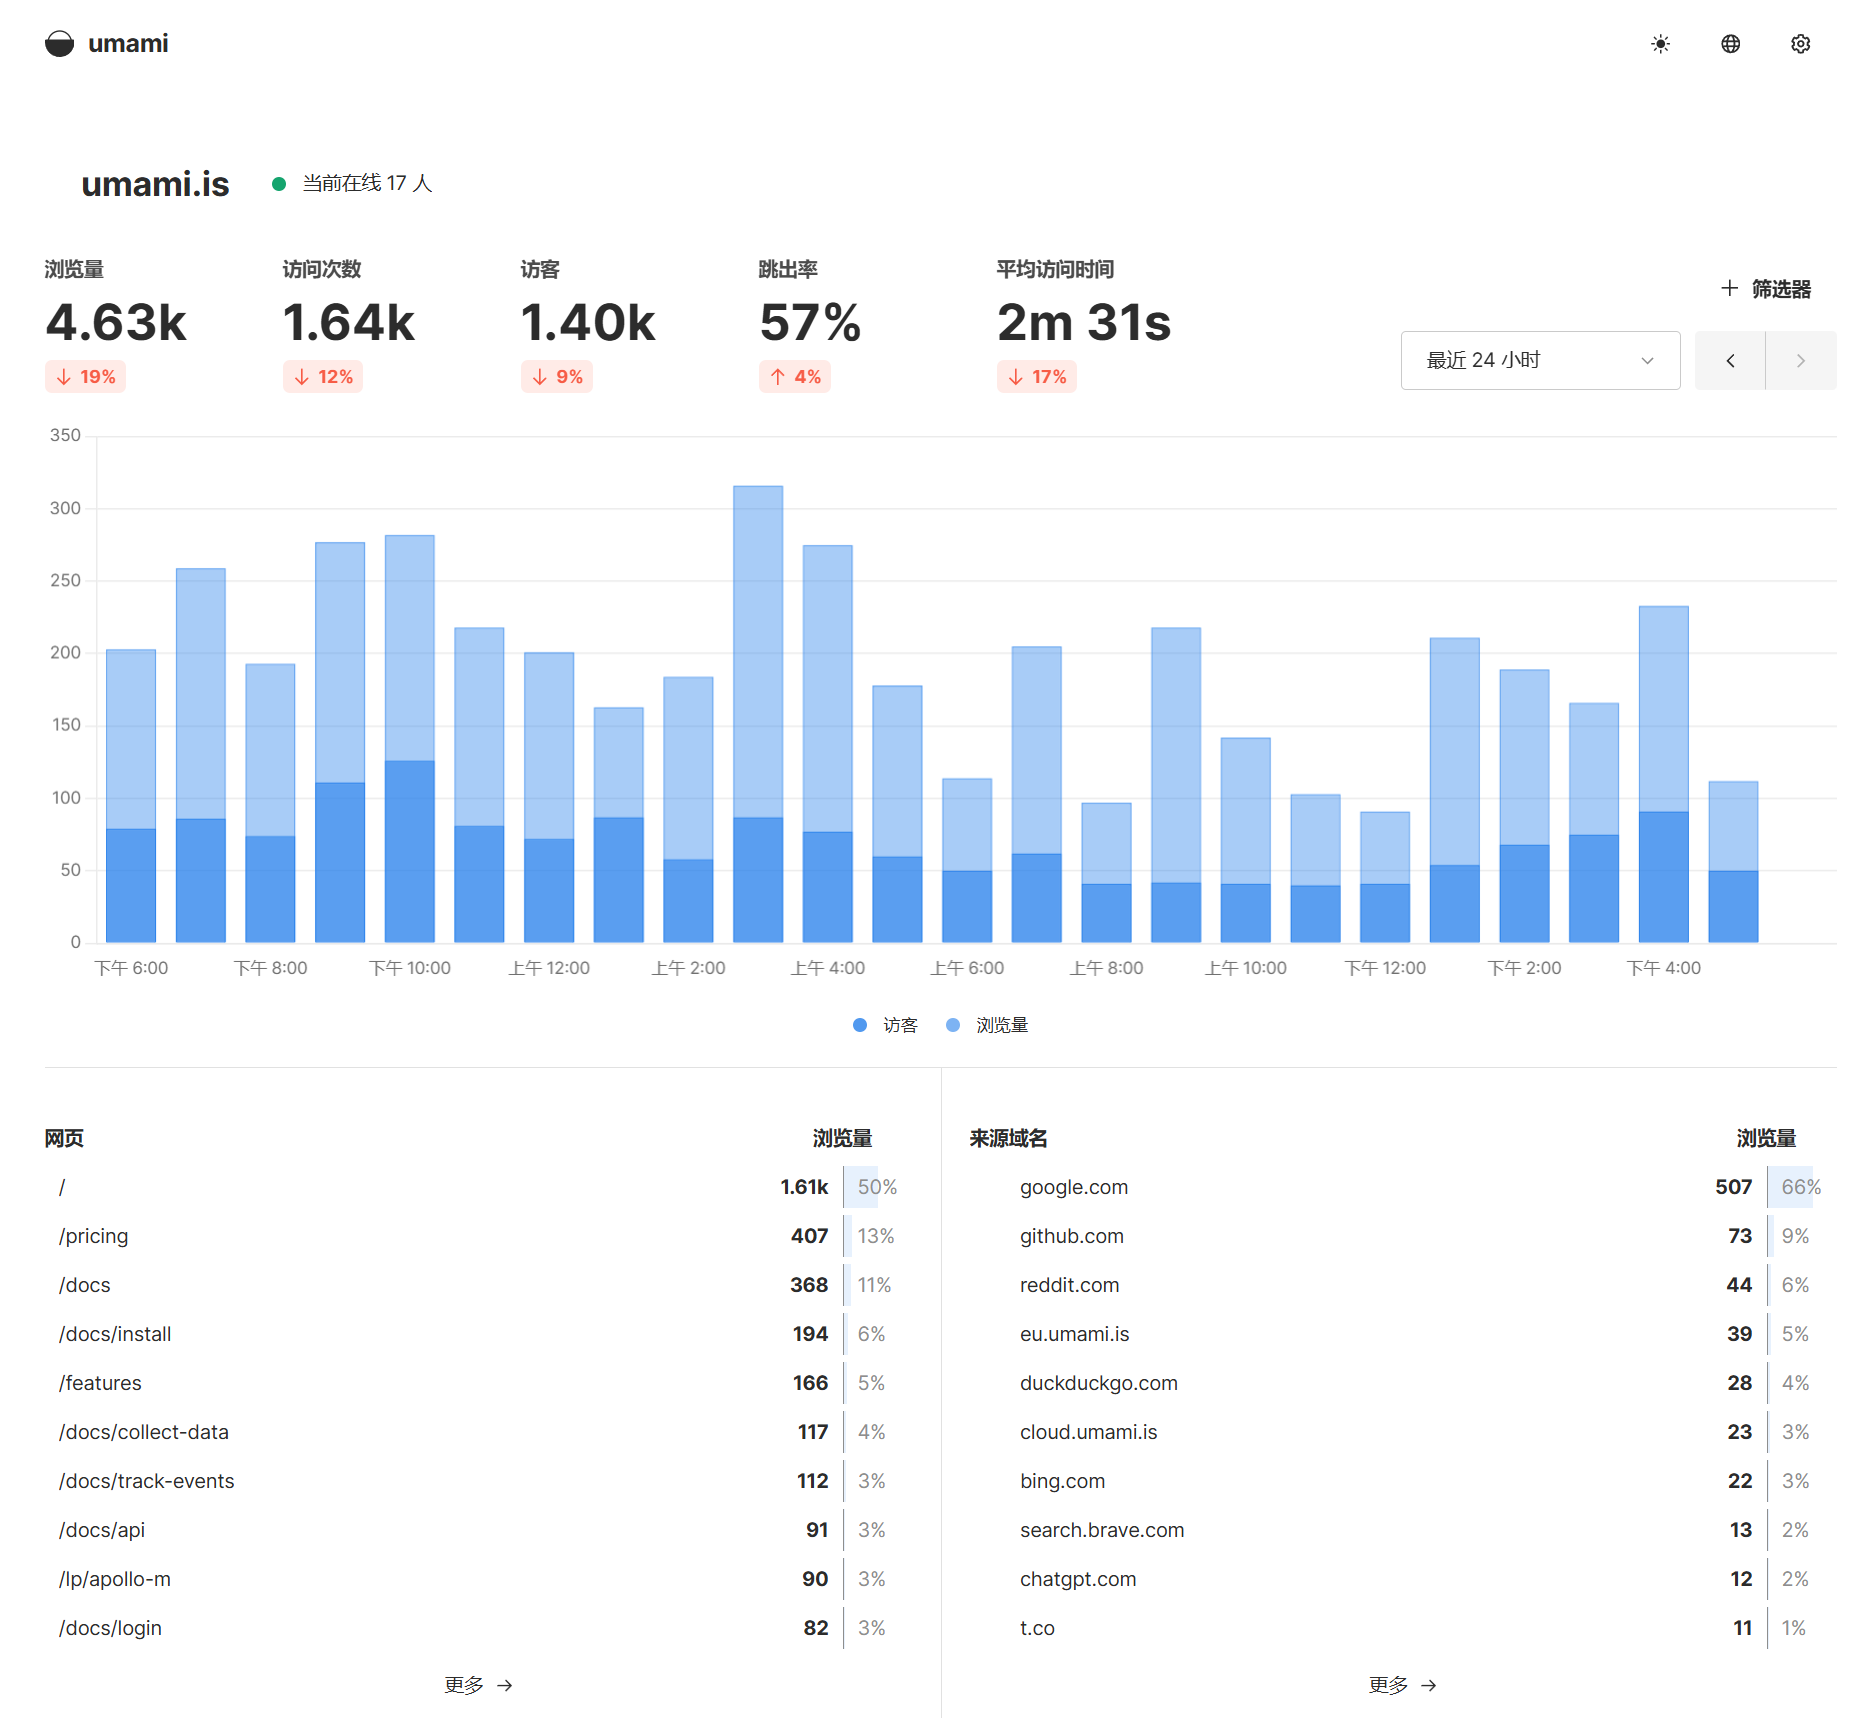 umami
umami.is 当前在线 17 人
浏览量 访问次数 访客 跳出率 平均访问时间
4.63k 1.64k 1.40k 57% 2m 31s
↓ 19% ↓ 12% ↓ 9% ↑ 4% ↓ 17%
+ 筛选器
最近 24 小时
350
300
250
200
150
100
50
0
下午 6:00 下午 8:00 下午 10:00 上午 12:00 上午 2:00 上午 4:00 上午 6:00 上午 8:00 上午 10:00 下午 12:00 下午 2:00 下午 4:00
访客 浏览量
网页 浏览量
/ 1.61k 50%
/pricing 407 13%
/docs 368 11%
/docs/install 194 6%
/features 166 5%
/docs/collect-data 117 4%
/docs/track-events 112 3%
/docs/api 91 3%
/lp/apollo-m 90 3%
/docs/login 82 3%
更多 →
来源域名 浏览量
google.com 507 66%
github.com 73 9%
reddit.com 44 6%
eu.umami.is 39 5%
duckduckgo.com 28 4%
cloud.umami.is 23 3%
bing.com 22 3%
search.brave.com 13 2%
chatgpt.com 12 2%
t.co 11 1%
更多 →